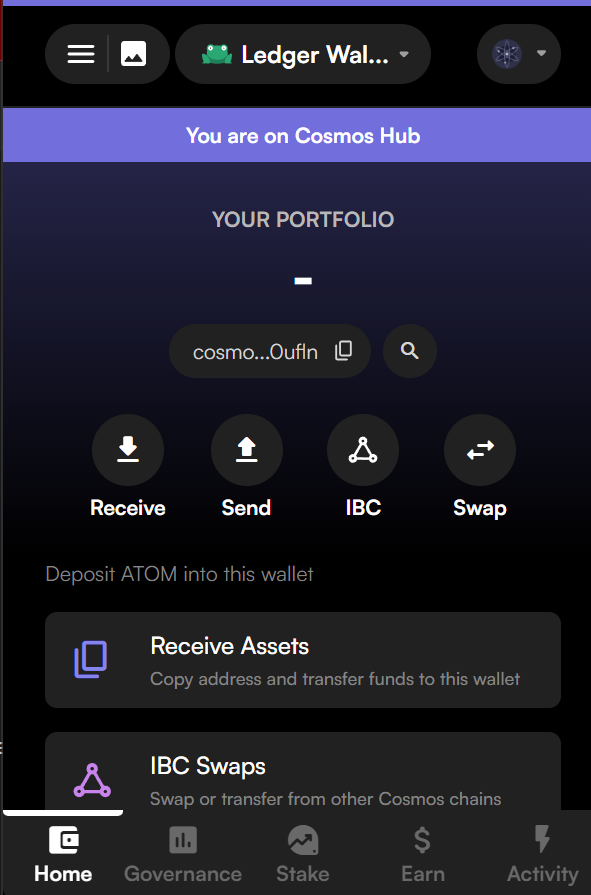 Ledger Wal...
You are on Cosmos Hub
YOUR PORTFOLIO
-
cosmo...0ufln
Receive Send IBC Swap
Deposit ATOM into this wallet
Receive Assets
Copy address and transfer funds to this wallet
IBC Swaps
Swap or transfer from other Cosmos chains
Home Governance Stake Earn Activity